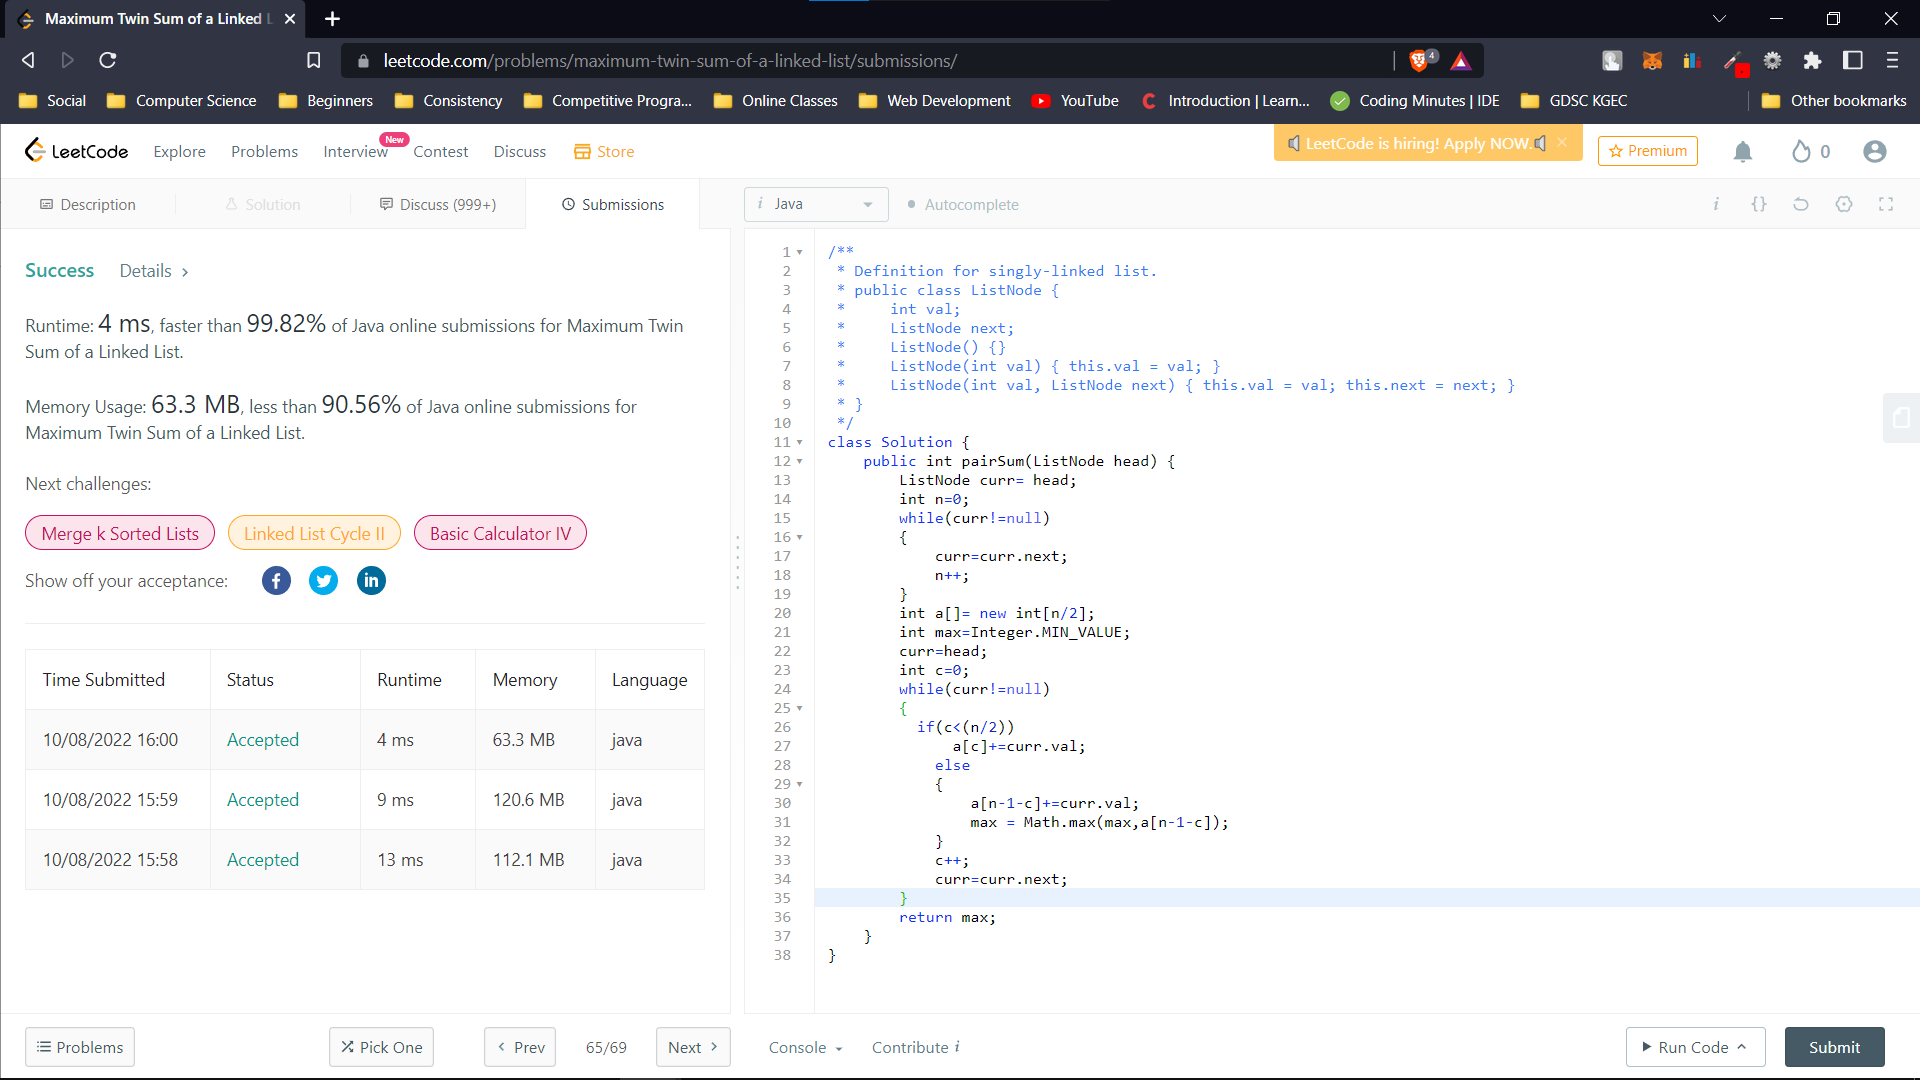 Maximum Twin Sum of a Linked L
leetcode.com/problems/maximum-twin-sum-of-a-linked-list/submissions/
4
Social Computer Science Beginners Consistency Competitive Progra... Online Classes Web Development YouTube Introduction | Learn... Coding Minutes | IDE GDSC KGEC Other bookmarks
LeetCode Explore Problems Interview New Contest Discuss Store LeetCode is hiring! Apply NOW. Premium 0
Description Solution Discuss (999+) Submissions
Success Details
Runtime: 4 ms, faster than 99.82% of Java online submissions for Maximum Twin
Sum of a Linked List.
Memory Usage: 63.3 MB, less than 90.56% of Java online submissions for
Maximum Twin Sum of a Linked List.
Next challenges:
Merge k Sorted Lists Linked List Cycle II Basic Calculator IV
Show off your acceptance:
Time Submitted Status Runtime Memory Language
10/08/2022 16:00 Accepted 4 ms 63.3 MB java
10/08/2022 15:59 Accepted 9 ms 120.6 MB java
10/08/2022 15:58 Accepted 13 ms 112.1 MB java
i Java Autocomplete i {}
1 /**
2 * Definition for singly-linked list.
3 * public class ListNode {
4 *     int val;
5 *     ListNode next;
6 *     ListNode() {}
7 *     ListNode(int val) { this.val = val; }
8 *     ListNode(int val, ListNode next) { this.val = val; this.next = next; }
9 * }
10 */
11 class Solution {
12     public int pairSum(ListNode head) {
13         ListNode curr= head;
14         int n=0;
15         while(curr!=null)
16         {
17             curr=curr.next;
18             n++;
19         }
20         int a[]= new int[n/2];
21         int max=Integer.MIN_VALUE;
22         curr=head;
23         int c=0;
24         while(curr!=null)
25         {
26           if(c<(n/2))
27               a[c]+=curr.val;
28             else
29             {
30                 a[n-1-c]+=curr.val;
31                 max = Math.max(max,a[n-1-c]);
32             }
33             c++;
34             curr=curr.next;
35         }
36         return max;
37     }
38 }
Problems Pick One Prev 65/69 Next Console Contribute i Run Code Submit